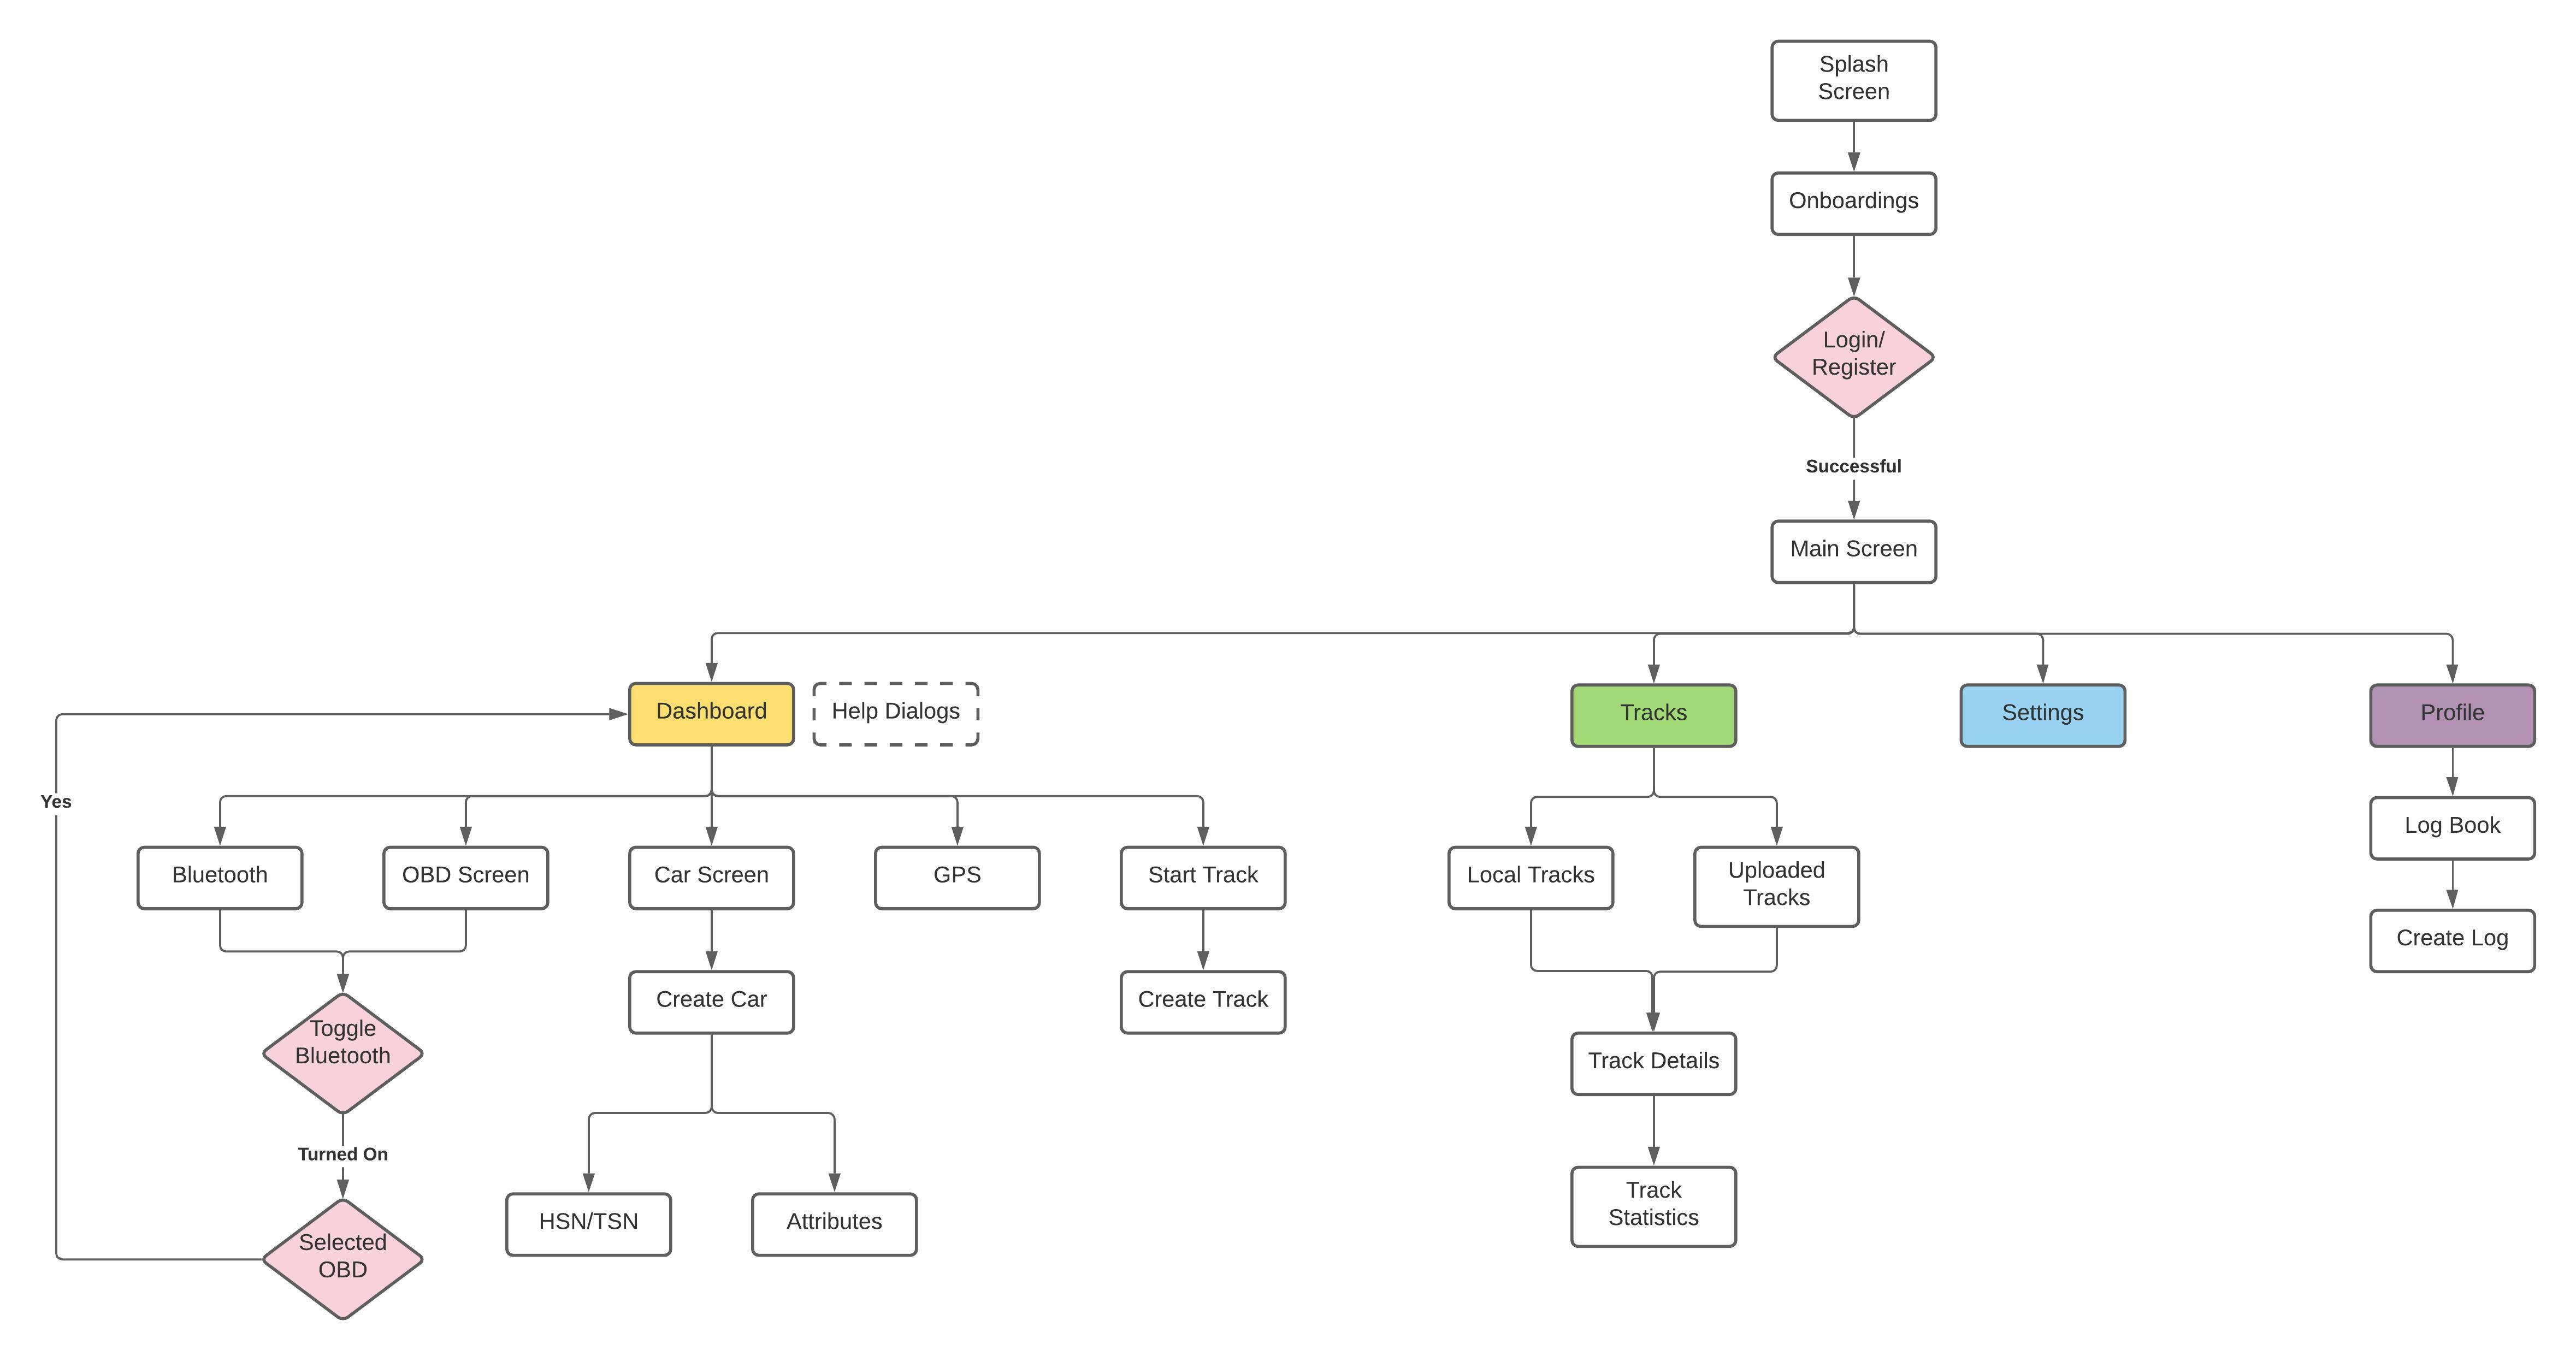 Splash
Screen
Onboardings
Login/
Register
Successful
Main Screen
Dashboard
Help Dialogs
Tracks
Settings
Profile
Yes
Bluetooth
OBD Screen
Car Screen
GPS
Start Track
Local Tracks
Uploaded
Tracks
Log Book
Create Car
Create Track
Create Log
Toggle
Bluetooth
Track Details
Turned On
HSN/TSN
Attributes
Track
Statistics
Selected
OBD